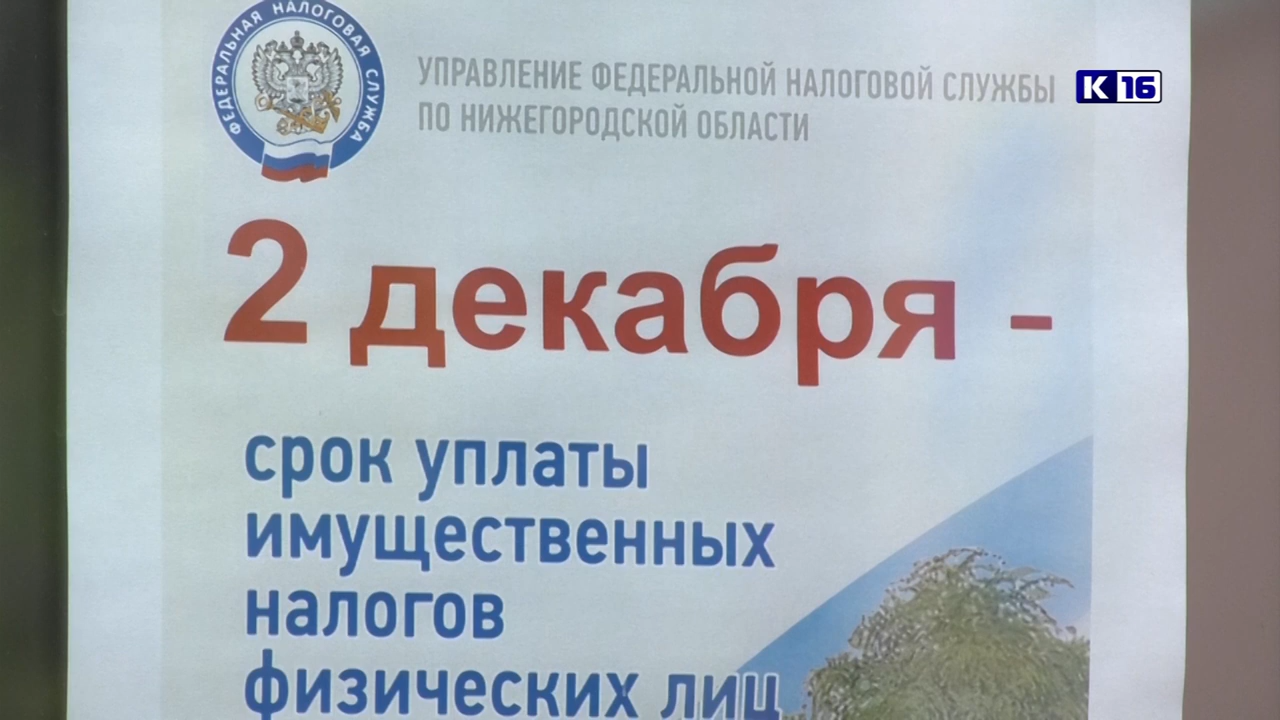 ФЕДЕРАЛЬНАЯ НАЛОГОВАЯ СЛУЖБА
УПРАВЛЕНИЕ ФЕДЕРАЛЬНОЙ НАЛОГОВОЙ СЛУЖБЫ
ПО НИЖЕГОРОДСКОЙ ОБЛАСТИ
К 16
2 декабря -
срок уплаты
имущественных
налогов
физических лиц